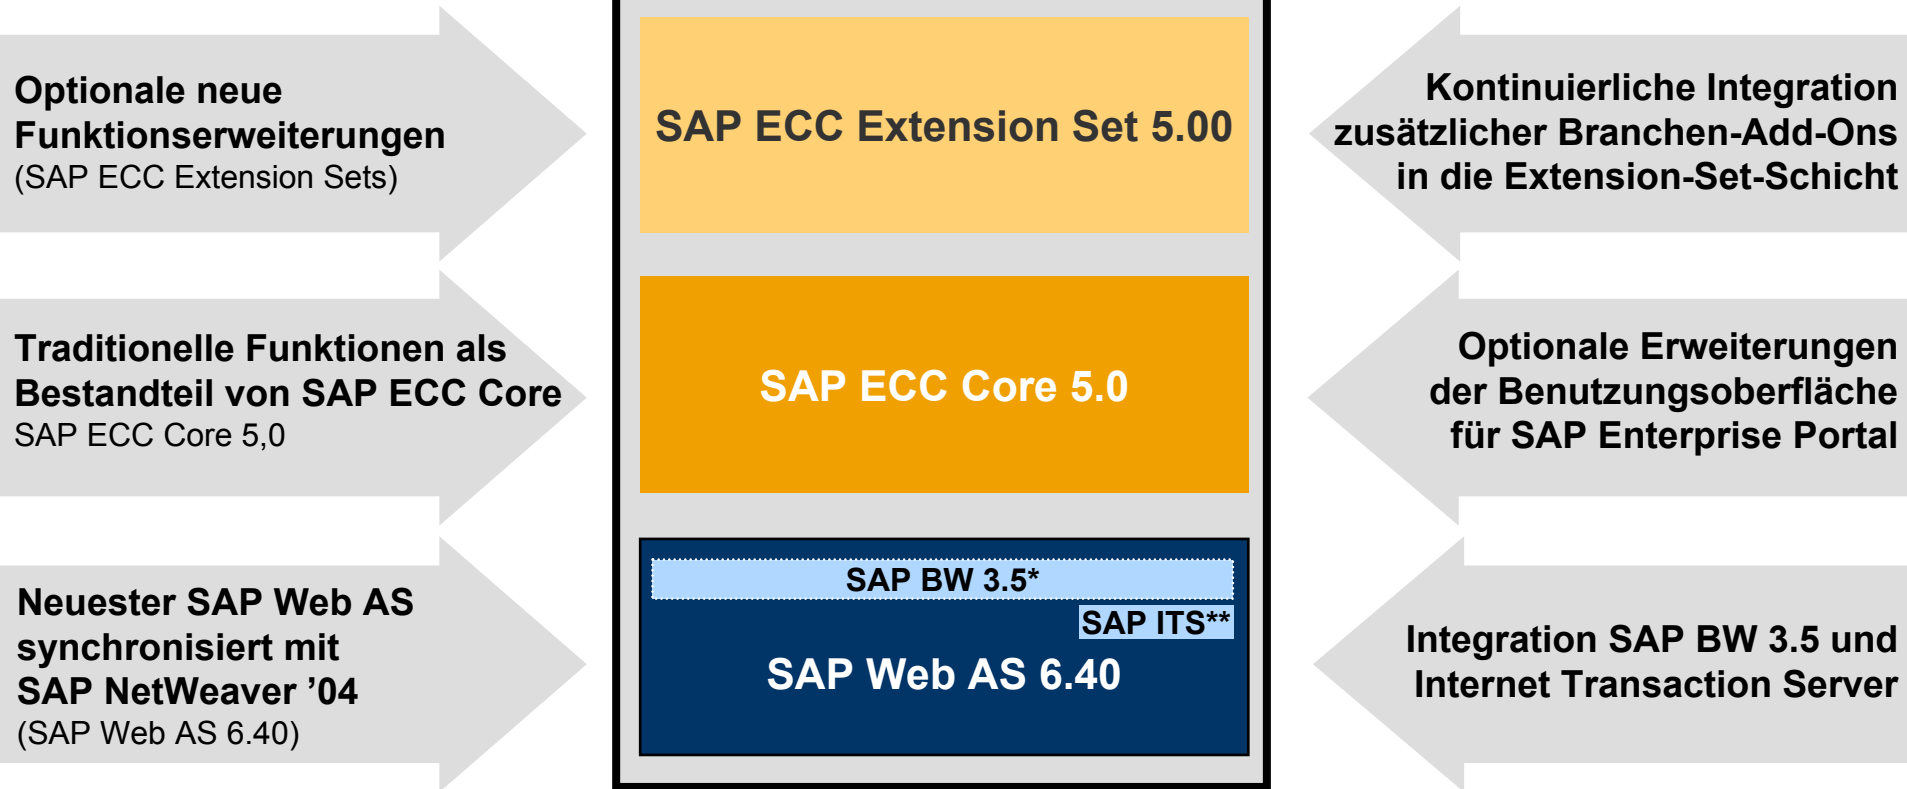 Optionale neue
Funktionserweiterungen
(SAP ECC Extension Sets)
SAP ECC Extension Set 5.00
Kontinuierliche Integration
zusätzlicher Branchen-Add-Ons
in die Extension-Set-Schicht
Traditionelle Funktionen als
Bestandteil von SAP ECC Core
SAP ECC Core 5,0
SAP ECC Core 5.0
Optionale Erweiterungen
der Benutzungsoberfläche
für SAP Enterprise Portal
Neuester SAP Web AS
synchronisiert mit
SAP NetWeaver ’04
(SAP Web AS 6.40)
SAP BW 3.5*
SAP ITS**
SAP Web AS 6.40
Integration SAP BW 3.5 und
Internet Transaction Server